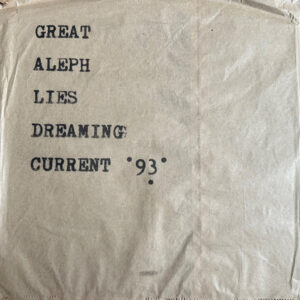 GREAT
ALEPH
LIES
DREAMING
CURRENT '93'